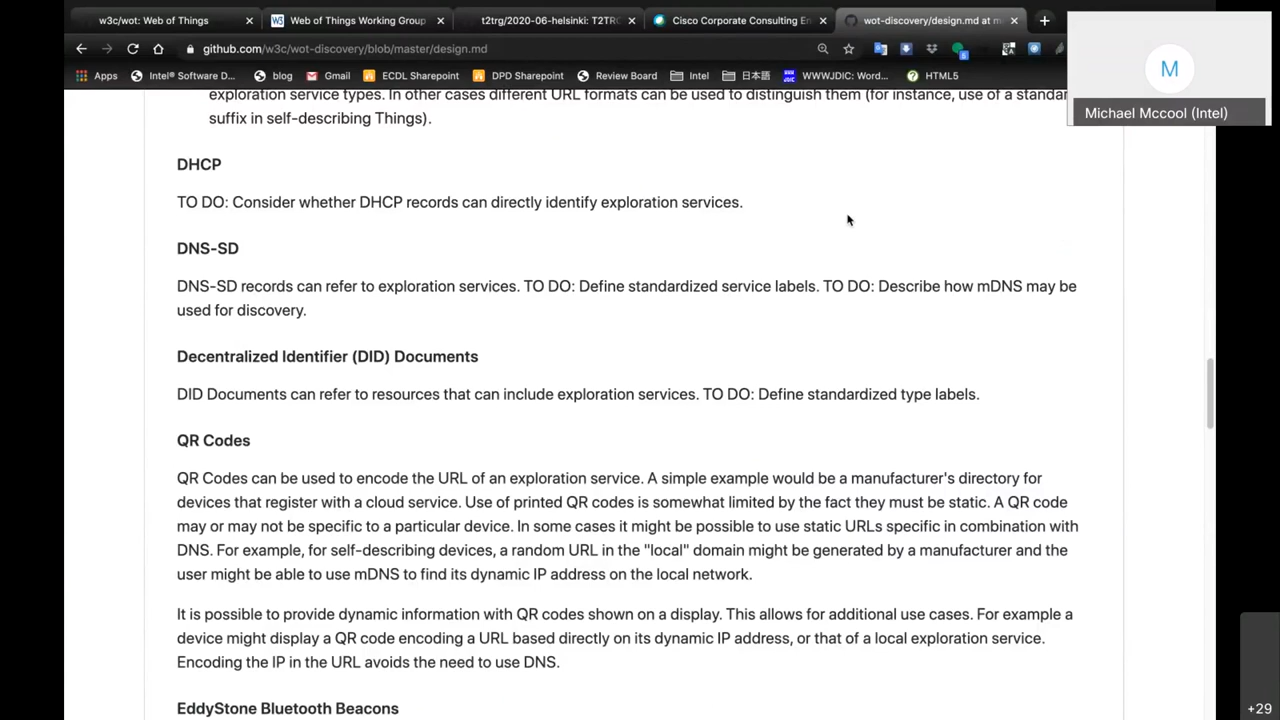 w3c/wot: Web of Things
Web of Things Working Group
t2trg/2020-06-helsinki: T2TRG
Cisco Corporate Consulting En
wot-discovery/design.md at m
github.com/w3c/wot-discovery/blob/master/design.md
Apps
Intel® Software D...
blog
Gmail
ECDL Sharepoint
DPD Sharepoint
Review Board
Intel
日本語
WWWJDIC: Word...
HTML5
M
Michael Mccool (Intel)
exploration service types. In other cases different URL formats can be used to distinguish them (for instance, use of a standar
suffix in self-describing Things).
DHCP
TO DO: Consider whether DHCP records can directly identify exploration services.
DNS-SD
DNS-SD records can refer to exploration services. TO DO: Define standardized service labels. TO DO: Describe how mDNS may be
used for discovery.
Decentralized Identifier (DID) Documents
DID Documents can refer to resources that can include exploration services. TO DO: Define standardized type labels.
QR Codes
QR Codes can be used to encode the URL of an exploration service. A simple example would be a manufacturer's directory for
devices that register with a cloud service. Use of printed QR codes is somewhat limited by the fact they must be static. A QR code
may or may not be specific to a particular device. In some cases it might be possible to use static URLs specific in combination with
DNS. For example, for self-describing devices, a random URL in the "local" domain might be generated by a manufacturer and the
user might be able to use mDNS to find its dynamic IP address on the local network.
It is possible to provide dynamic information with QR codes shown on a display. This allows for additional use cases. For example a
device might display a QR code encoding a URL based directly on its dynamic IP address, or that of a local exploration service.
Encoding the IP in the URL avoids the need to use DNS.
EddyStone Bluetooth Beacons
+29